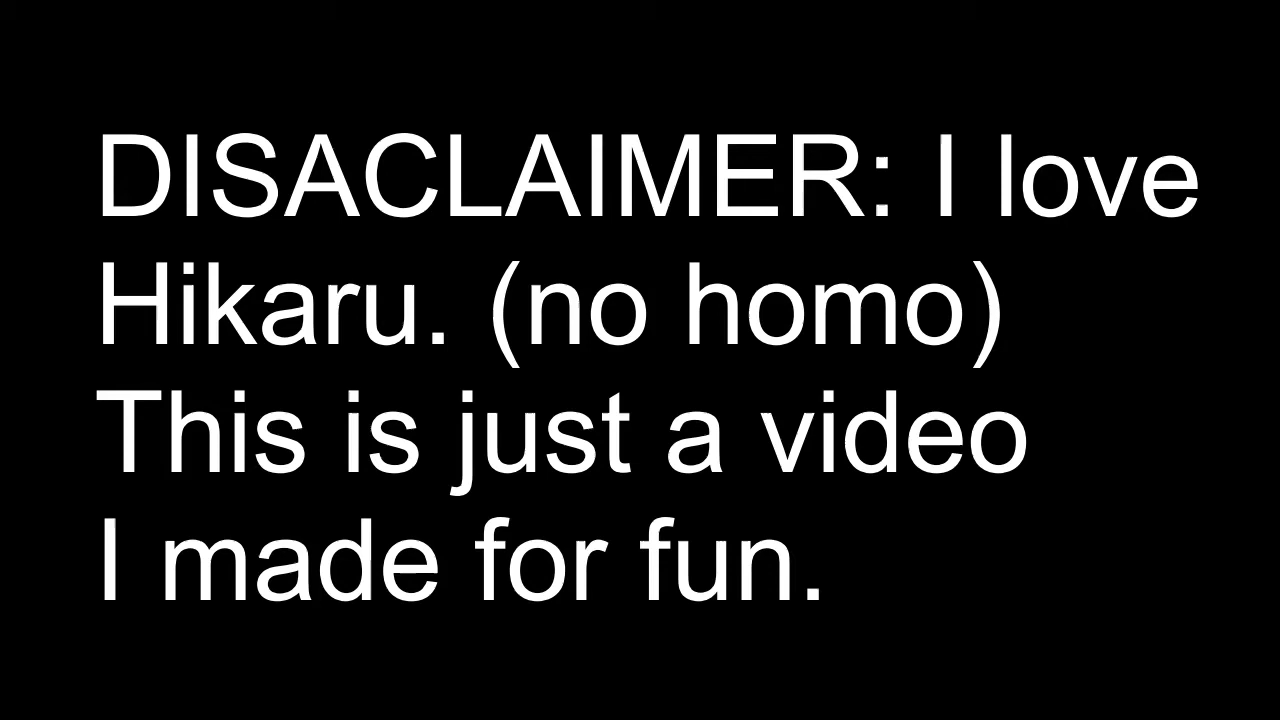 DISACLAIMER: I love
Hikaru. (no homo)
This is just a video
I made for fun.